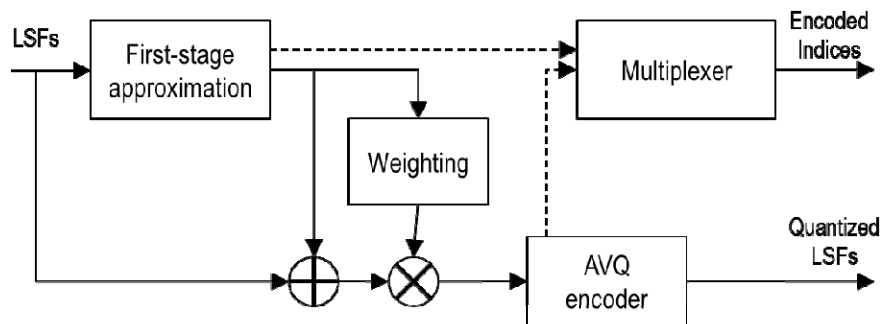 LSFs
First-stage
approximation
Multiplexer
Encoded
Indices
Weighting
AVQ
encoder
Quantized
LSFs